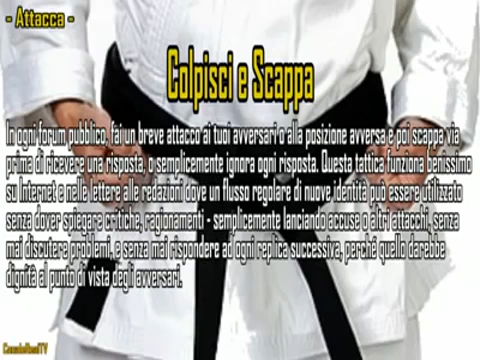 - Attacca -
Colpisci e Scappa
In ogni forum pubblico, fai un breve attacco ai tuoi avversari o alla posizione avversa e poi scappa via
prima di ricevere una risposta, o semplicemente ignora ogni risposta. Questa tattica funziona benissimo
su Internet e nelle lettere alle redazioni dove un flusso regolare di nuove identità può essere utilizzato
senza dover spiegare critiche, ragionamenti - semplicemente lanciando accuse o altri attacchi, senza
mai discutere problemi, e senza mai rispondere ad ogni replica successiva, perché quello darebbe
dignità al punto di vista degli avversari.